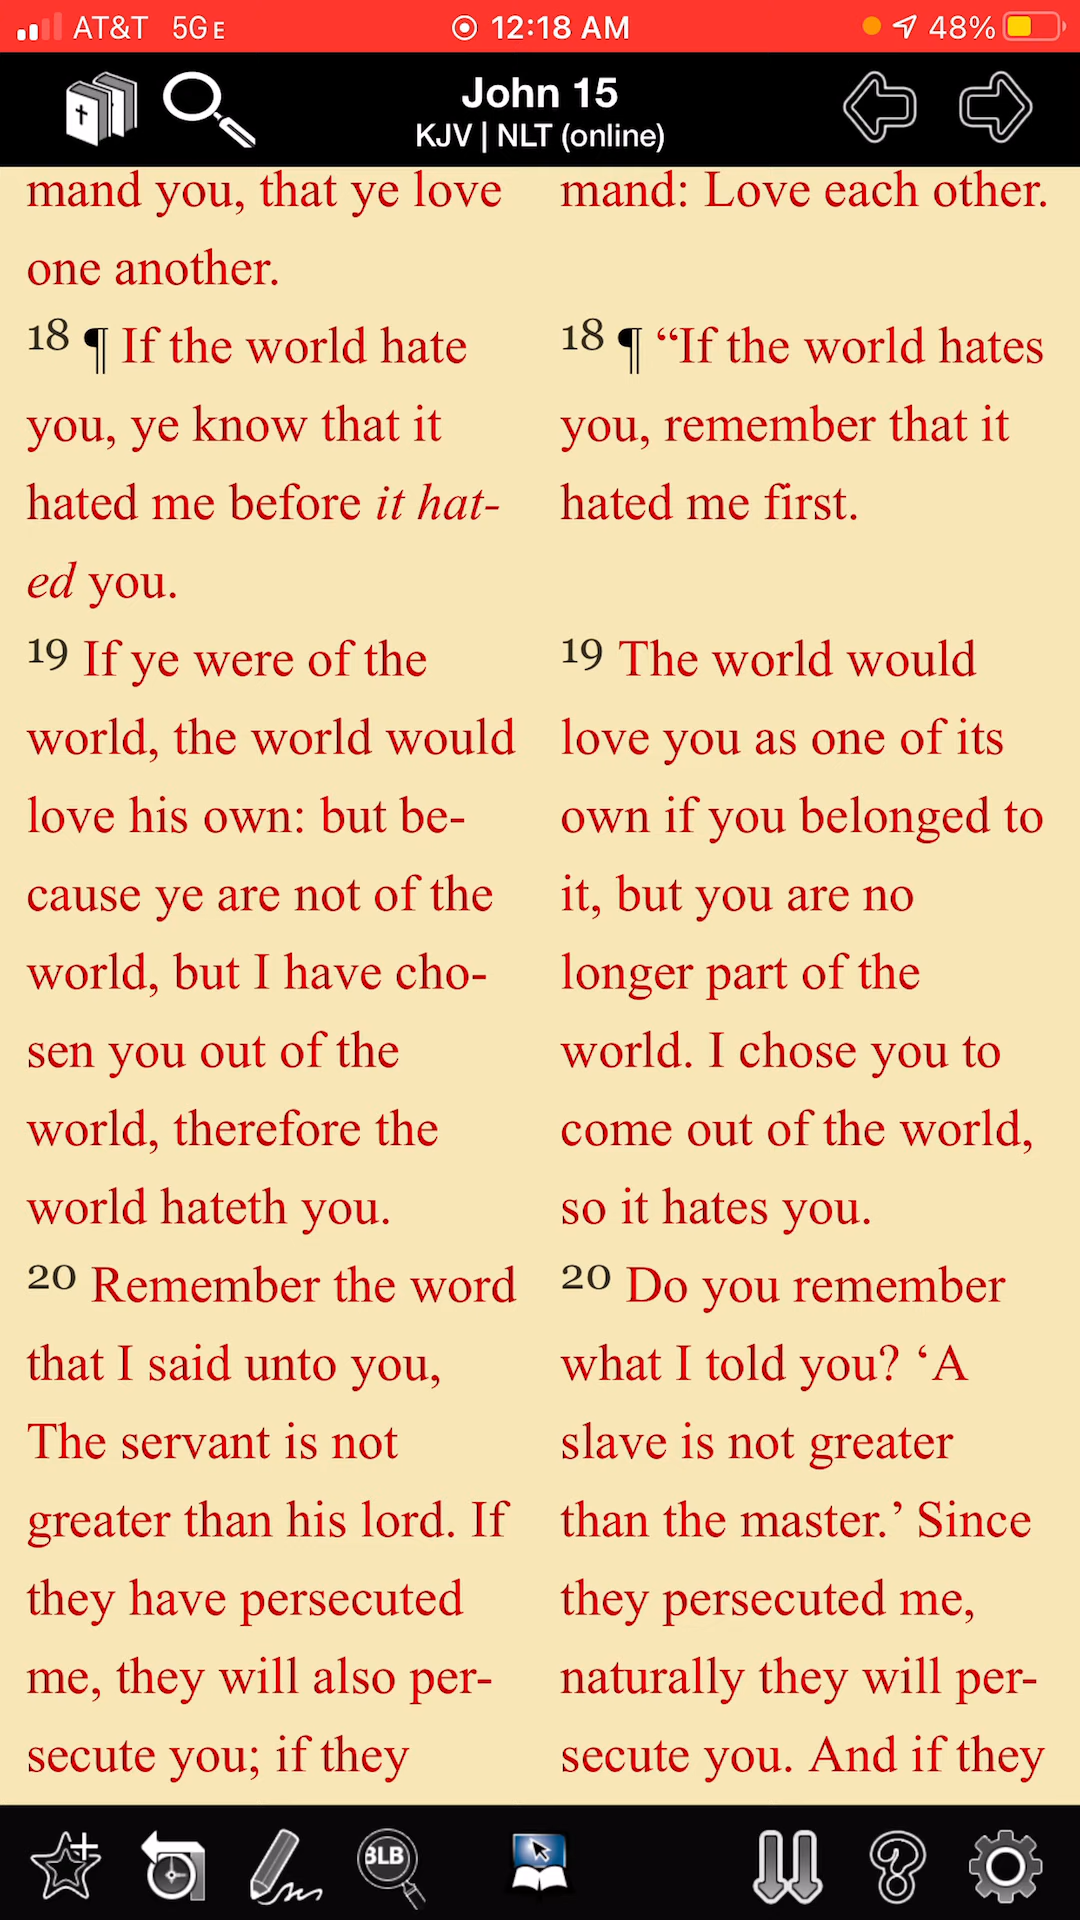 AT&T 5GE 12:18 AM 48%
John 15
KJV | NLT (online)
mand you, that ye love
one another.
18 ¶ If the world hate
you, ye know that it
hated me before it hat-
ed you.
19 If ye were of the
world, the world would
love his own: but be-
cause ye are not of the
world, but I have cho-
sen you out of the
world, therefore the
world hateth you.
20 Remember the word
that I said unto you,
The servant is not
greater than his lord. If
they have persecuted
me, they will also per-
secute you; if they
mand: Love each other.
18 ¶ “If the world hates
you, remember that it
hated me first.
19 The world would
love you as one of its
own if you belonged to
it, but you are no
longer part of the
world. I chose you to
come out of the world,
so it hates you.
20 Do you remember
what I told you? ‘A
slave is not greater
than the master.’ Since
they persecuted me,
naturally they will per-
secute you. And if they
BLB